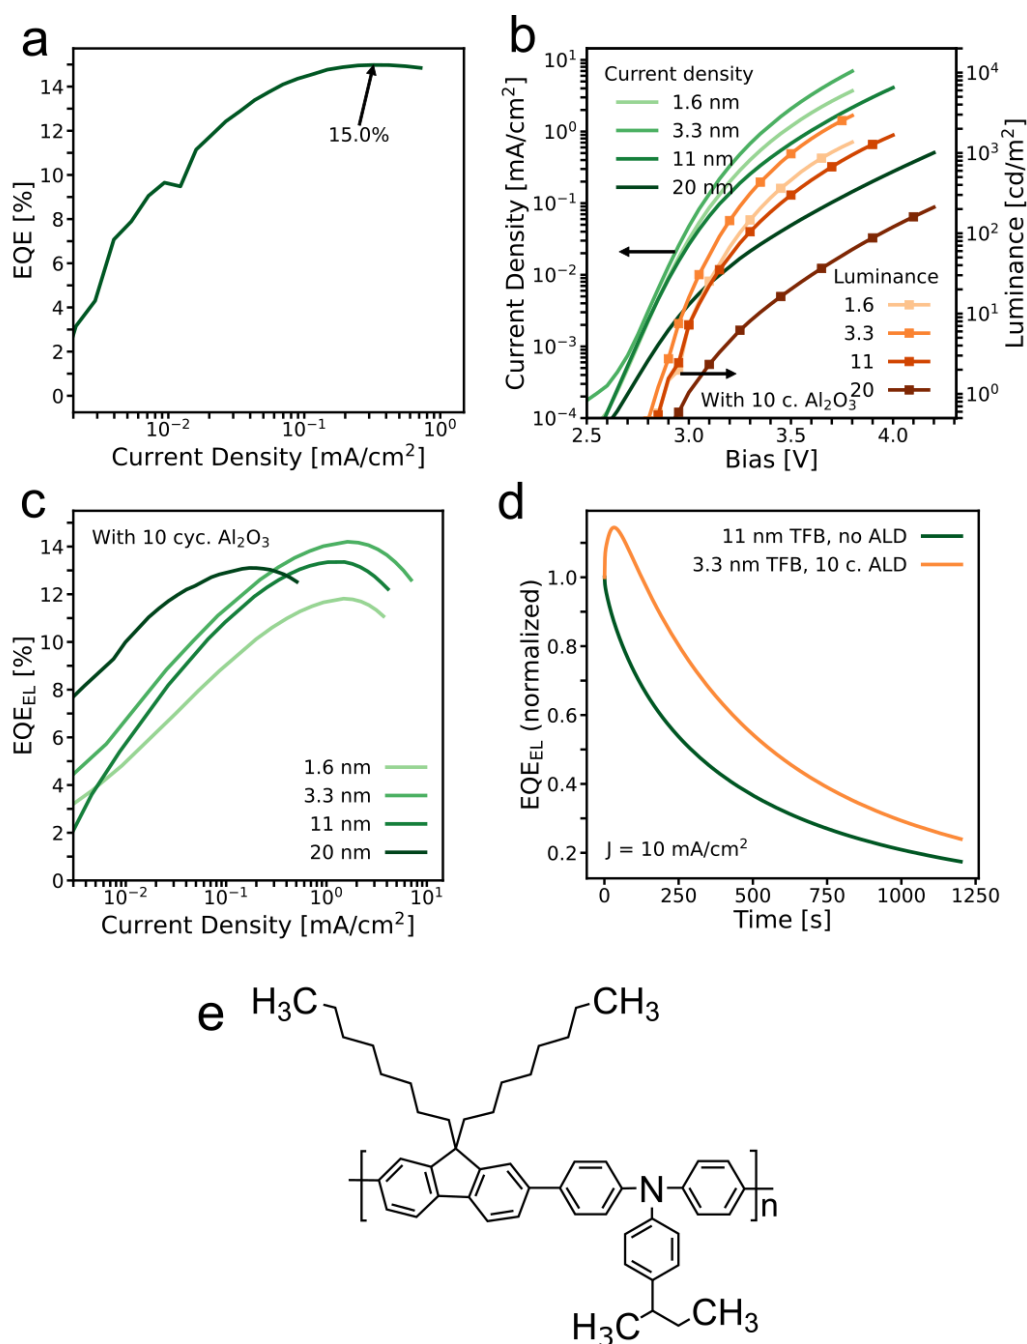 a
EQE [%]
14
12
10
8
6
4
2
0
15.0%
10⁻² 10⁻¹ 10⁰
Current Density [mA/cm²]
b
Current Density [mA/cm²]
10¹
10⁰
10⁻¹
10⁻²
10⁻³
10⁻⁴
Current density
1.6 nm
3.3 nm
11 nm
20 nm
Luminance
1.6
3.3
11
20
With 10 c. Al₂O₃
10⁴
10³
10²
10¹
10⁰
Luminance [cd/m²]
2.5 3.0 3.5 4.0
Bias [V]
c
EQE_EL [%]
With 10 cyc. Al₂O₃
14
12
10
8
6
4
2
0
1.6 nm
3.3 nm
11 nm
20 nm
10⁻² 10⁻¹ 10⁰ 10¹
Current Density [mA/cm²]
d
EQE_EL (normalized)
11 nm TFB, no ALD
3.3 nm TFB, 10 c. ALD
1.0
0.8
0.6
0.4
0.2
J = 10 mA/cm²
0 250 500 750 1000 1250
Time [s]
e
H₃C CH₃
N
n
H₃C CH₃